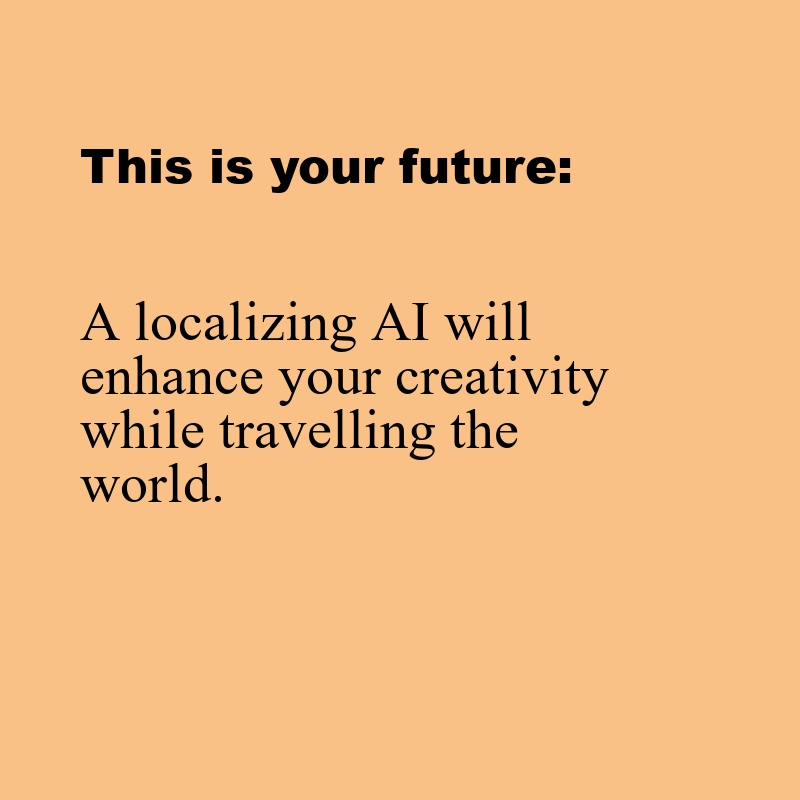 This is your future:
A localizing AI will
enhance your creativity
while travelling the
world.